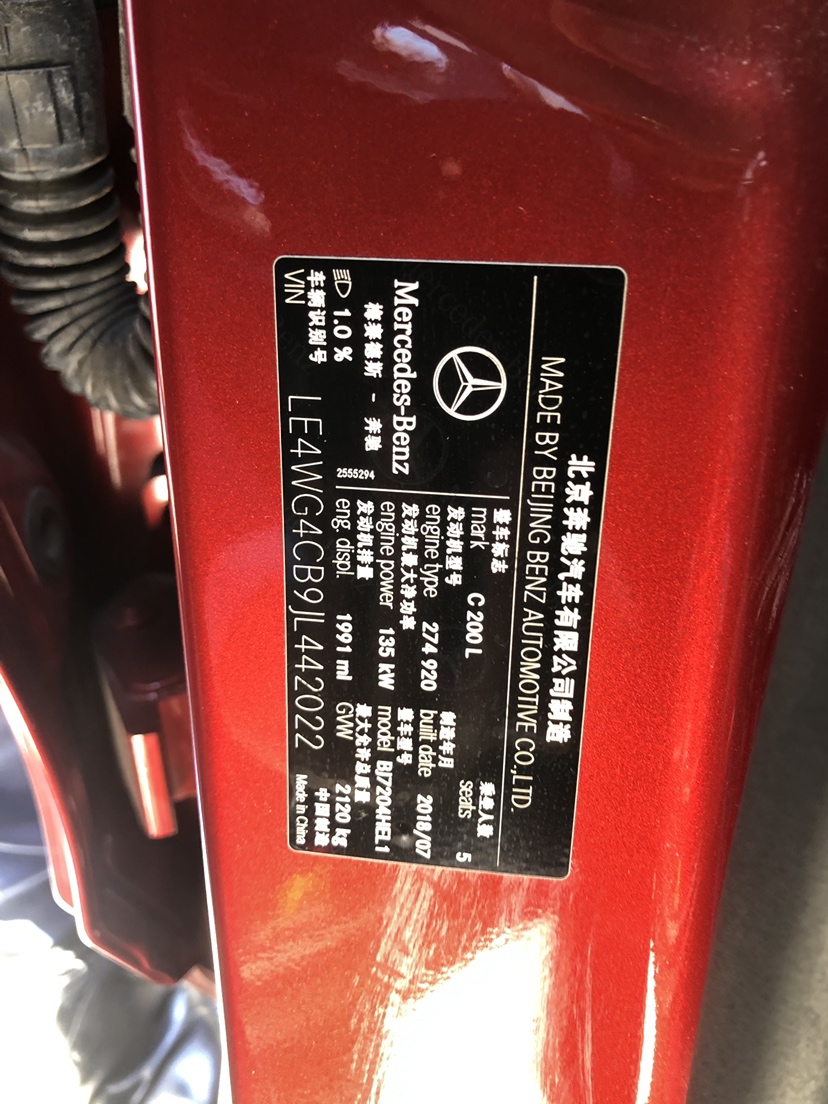 北京奔驰汽车有限公司制造
MADE BY BEIJING BENZ AUTOMOTIVE CO.,LTD.
Mercedes-Benz
梅赛德斯 - 奔驰
1.0 %
2555294
整车标志
mark C 200 L
乘坐人数
seats 5
发动机型号
engine type 274 920
制造年月
built date 2018/07
发动机最大净功率
engine power 135 kW
整车型号
model BJ7204HEL1
发动机排量
eng. displ. 1991 ml
最大允许总质量
GVW 2120 kg
车辆识别号
VIN LE4WG4CB9JL442022
中国制造
Made in China